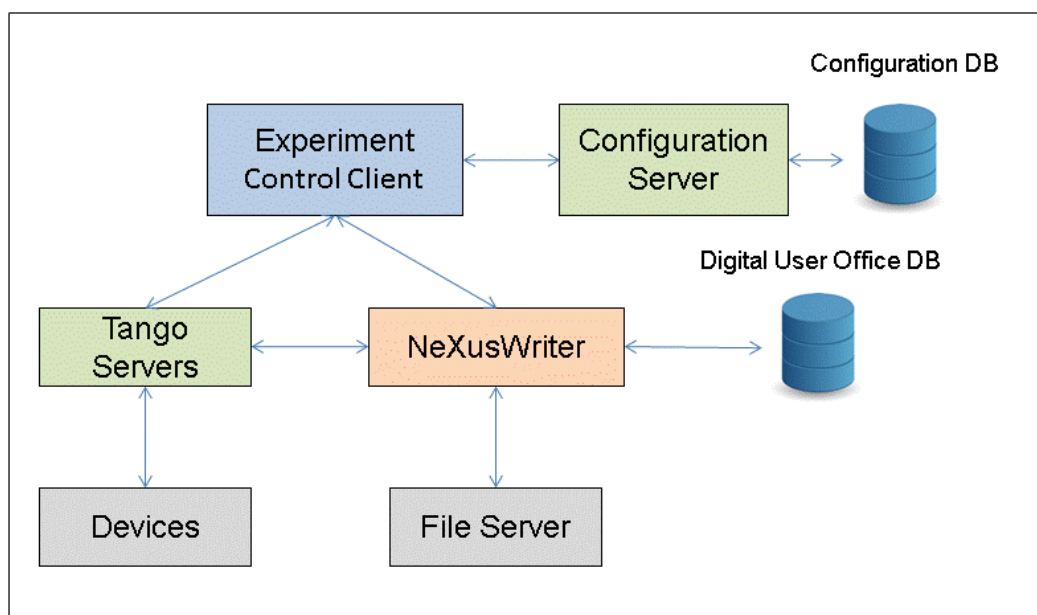 Configuration DB
Experiment
Control Client
Configuration
Server
Digital User Office DB
Tango
Servers
NeXusWriter
Devices
File Server